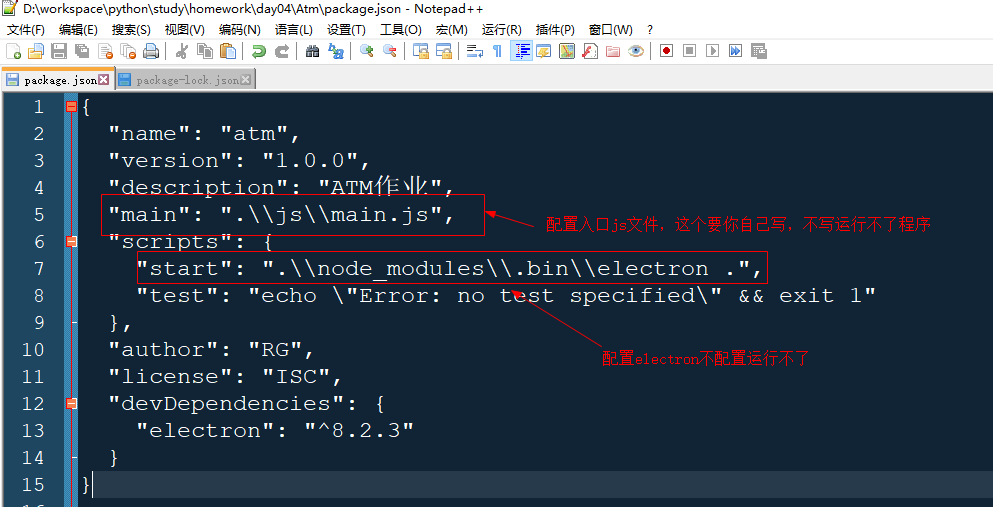 D:\workspace\python\study\homework\day04\Atm\package.json - Notepad++
文件(F) 编辑(E) 搜索(S) 视图(V) 编码(N) 语言(L) 设置(T) 工具(O) 宏(M) 运行(R) 插件(P) 窗口(W) ?
package.json package-lock.json
1 {
2 "name": "atm",
3 "version": "1.0.0",
4 "description": "ATM作业",
5 "main": ".\\js\\main.js",
配置入口js文件，这个要你自己写，不写运行不了程序
6 "scripts": {
7 "start": ".\\node_modules\\.bin\\electron .",
8 "test": "echo \"Error: no test specified\" && exit 1"
9 },
10 "author": "RG",
配置electron不配置运行不了
11 "license": "ISC",
12 "devDependencies": {
13 "electron": "^8.2.3"
14 }
15 }